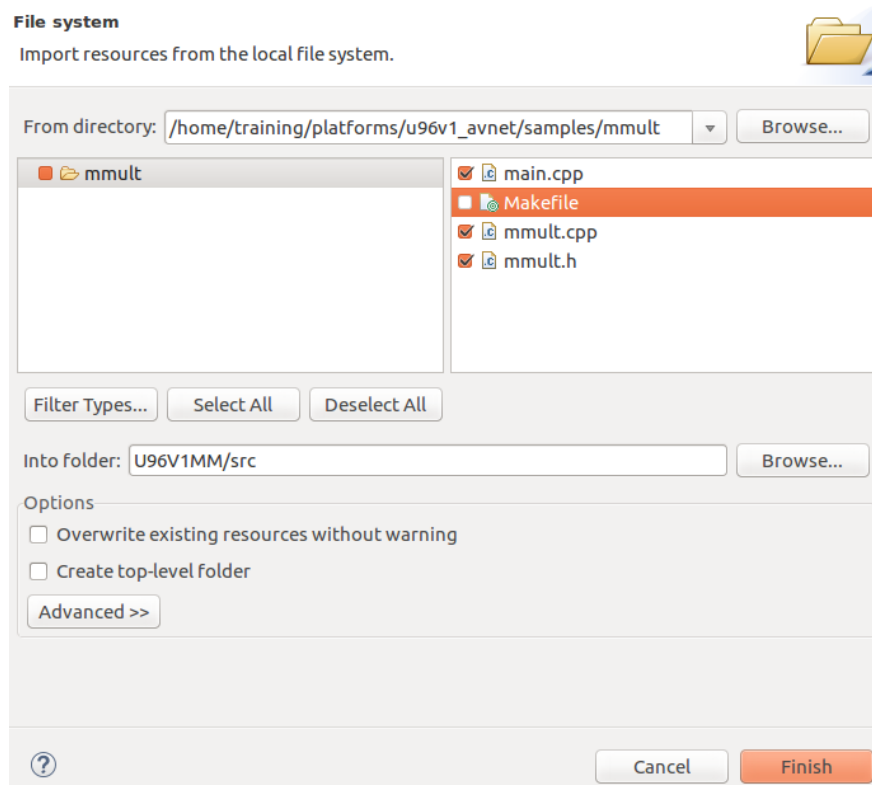 File system
Import resources from the local file system.
From directory: /home/training/platforms/u96v1_avnet/samples/mmult Browse...
mmult
main.cpp
Makefile
mmult.cpp
mmult.h
Filter Types... Select All Deselect All
Into folder: U96V1MM/src Browse...
Options
Overwrite existing resources without warning
Create top-level folder
Advanced >>
? Cancel Finish